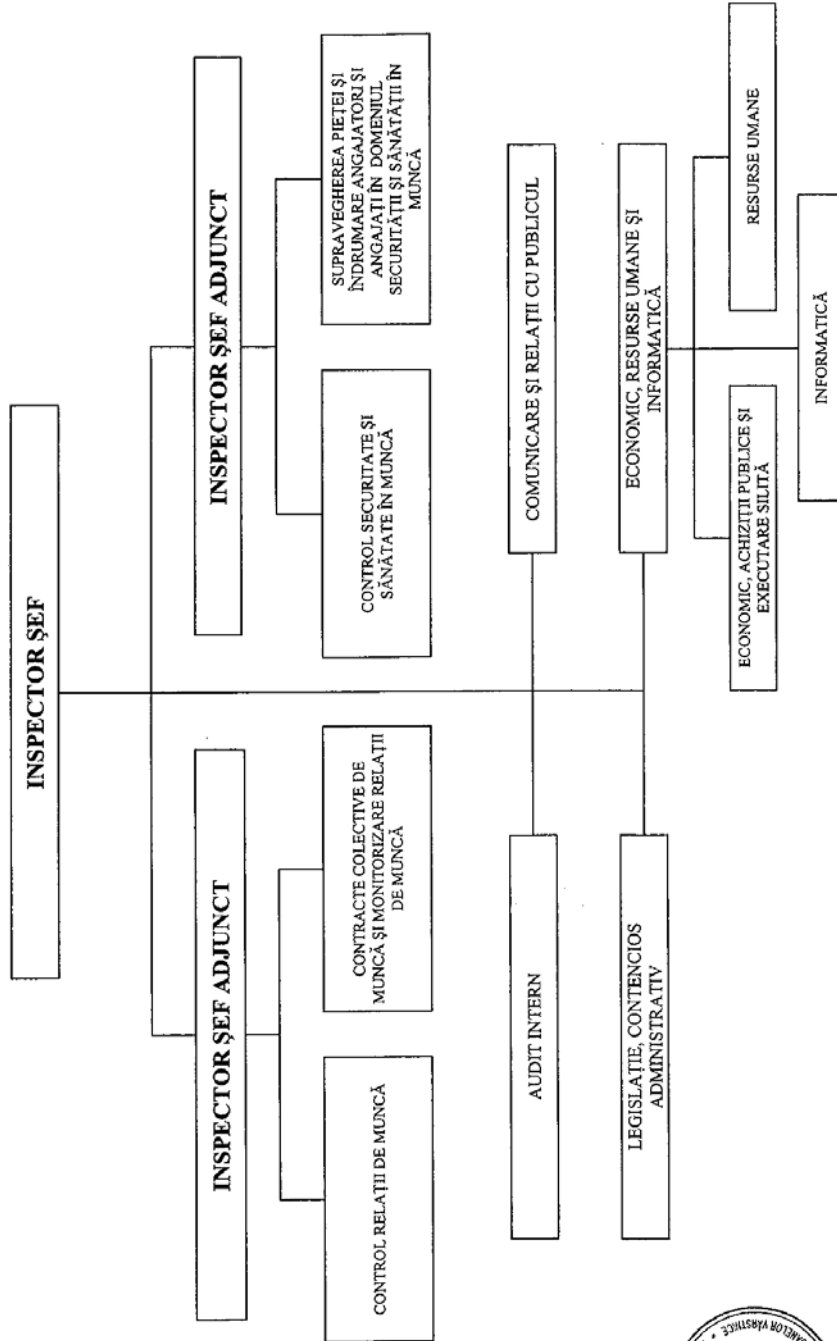 INSPECTOR ŞEF
INSPECTOR ŞEF ADJUNCT
INSPECTOR ŞEF ADJUNCT
CONTROL RELAŢII DE MUNCĂ
CONTRACTE COLECTIVE DE
MUNCĂ ŞI MONITORIZARE RELAŢII
DE MUNCĂ
CONTROL SECURITATE ŞI
SĂNĂTATE ÎN MUNCĂ
SUPRAVEGHEREA PIEŢEI ŞI
ÎNDRUMARE ANGAJATORI ŞI
ANGAJAŢI ÎN DOMENIUL
SECURITĂŢII ŞI SĂNĂTĂŢII ÎN
MUNCĂ
AUDIT INTERN
COMUNICARE ŞI RELAŢII CU PUBLICUL
LEGISLAŢIE, CONTENCIOS
ADMINISTRATIV
ECONOMIC, RESURSE UMANE ŞI
INFORMATICĂ
ECONOMIC, ACHIZIŢII PUBLICE ŞI
EXECUTARE SILITĂ
RESURSE UMANE
INFORMATICĂ
VÂRSTNICE